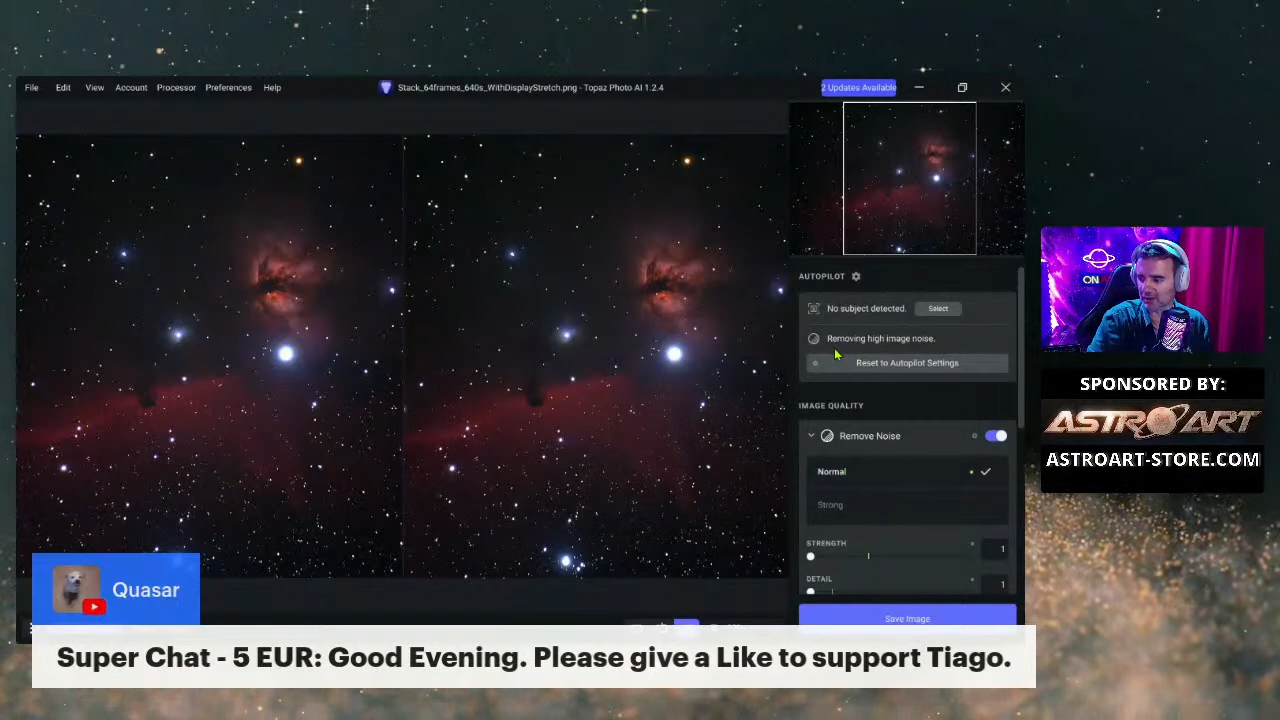 File Edit View Account Processor Preferences Help
Stack_64frames_640s_WithDisplayStretch.png - Topaz Photo AI 1.2.4
2 Updates Available
AUTOPILOT
No subject detected. Select
Removing high image noise.
Reset to Autopilot Settings
IMAGE QUALITY
Remove Noise
Normal
Strong
STRENGTH 1
DETAIL 1
Save Image
ON
SPONSORED BY:
ASTROART
ASTROART-STORE.COM
Quasar
Super Chat - 5 EUR: Good Evening. Please give a Like to support Tiago.